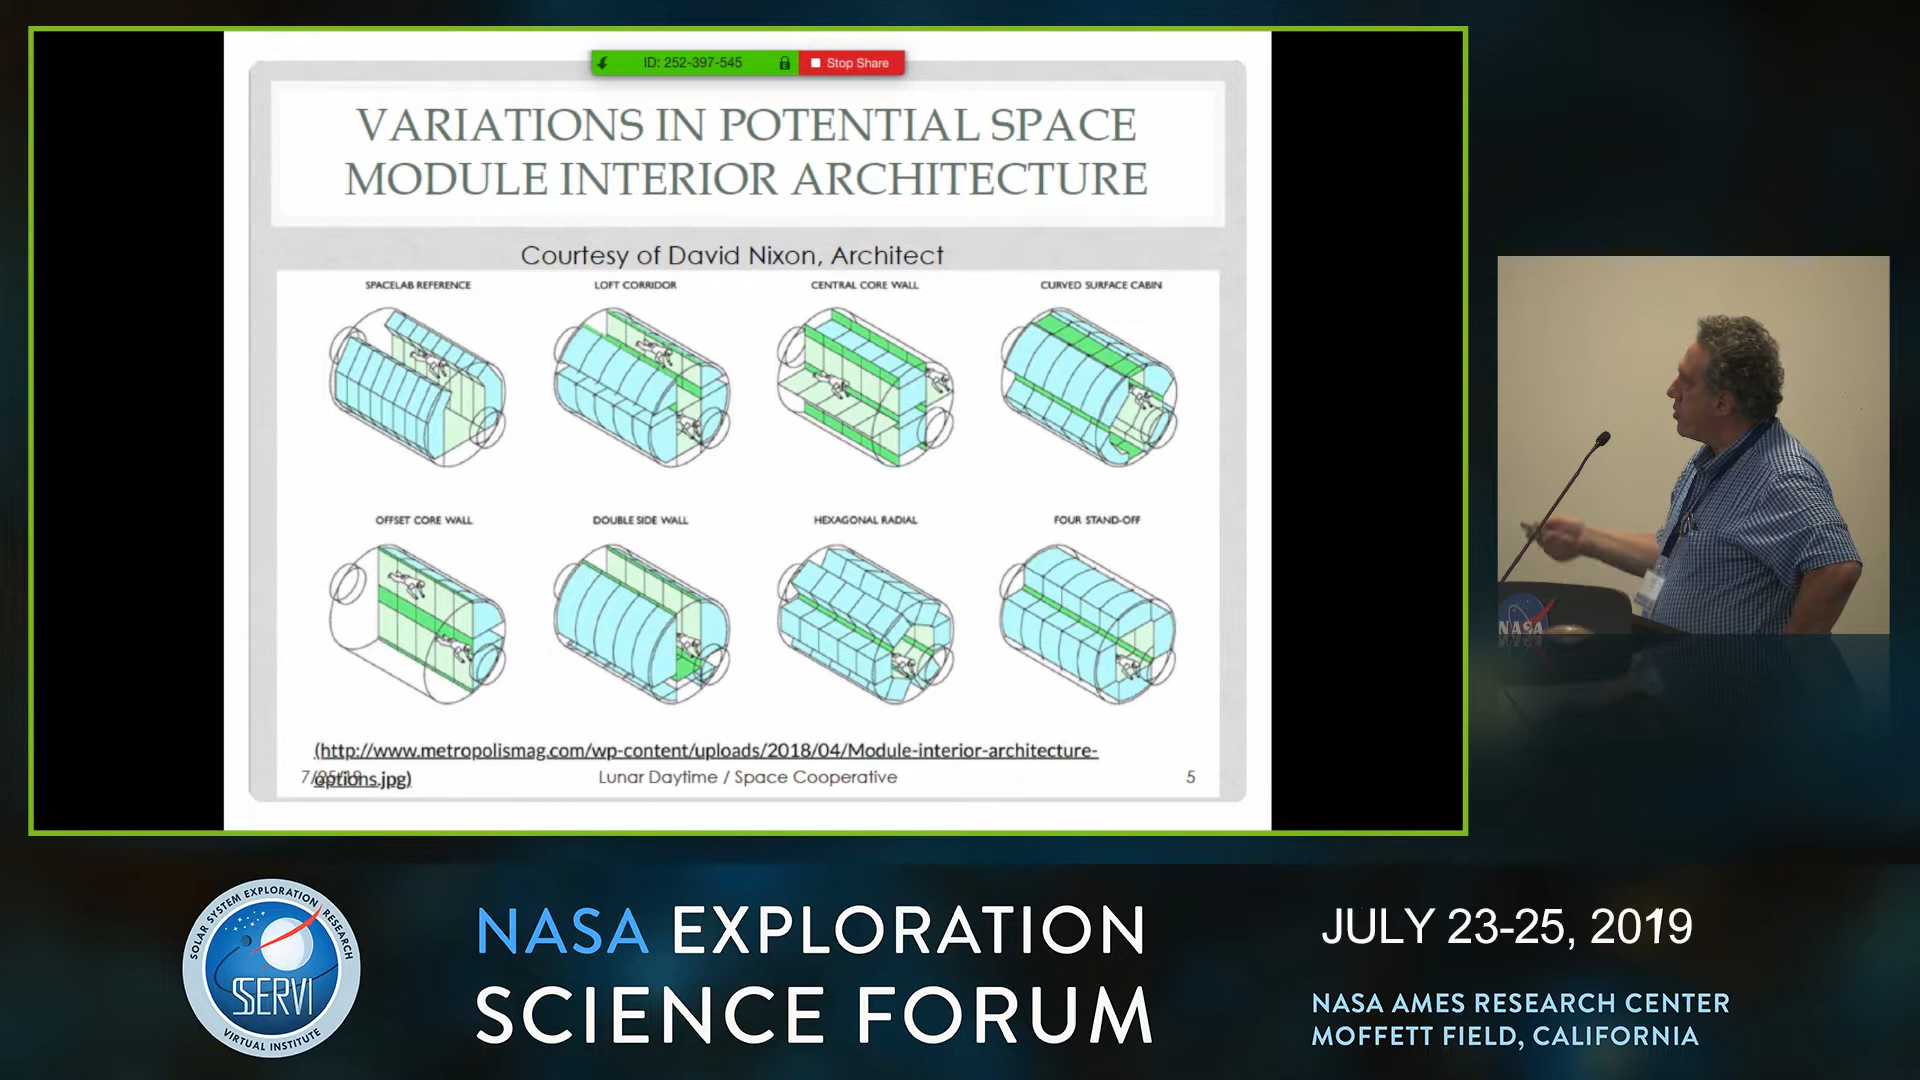 ID: 252-397-545
Stop Share
VARIATIONS IN POTENTIAL SPACE
MODULE INTERIOR ARCHITECTURE
Courtesy of David Nixon, Architect
SPACELAB REFERENCE
LOFT CORRIDOR
CENTRAL CORE WALL
CURVED SURFACE CABIN
OFFSET CORE WALL
DOUBLE SIDE WALL
HEXAGONAL RADIAL
FOUR STAND-OFF
(http://www.metropolismag.com/wp-content/uploads/2018/04/Module-interior-architecture-
options.jpg)
7/25/19
Lunar Daytime / Space Cooperative
5
NASA
SOLAR SYSTEM EXPLORATION RESEARCH
SSERVI
VIRTUAL INSTITUTE
NASA EXPLORATION
SCIENCE FORUM
JULY 23-25, 2019
NASA AMES RESEARCH CENTER
MOFFETT FIELD, CALIFORNIA